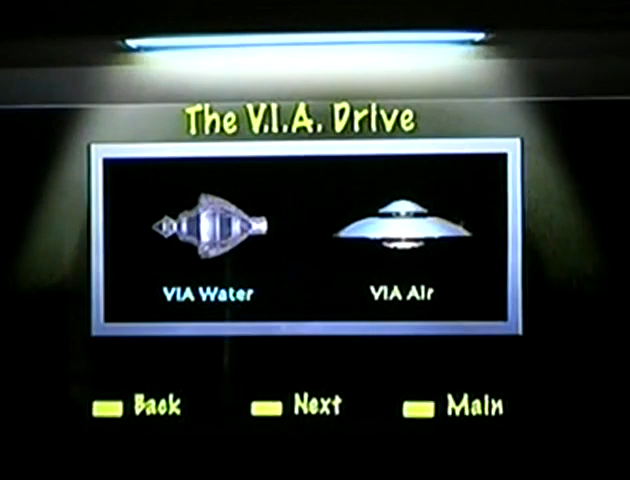 The V.I.A. Drive
VIA Water
VIA Air
Back
Next
Main